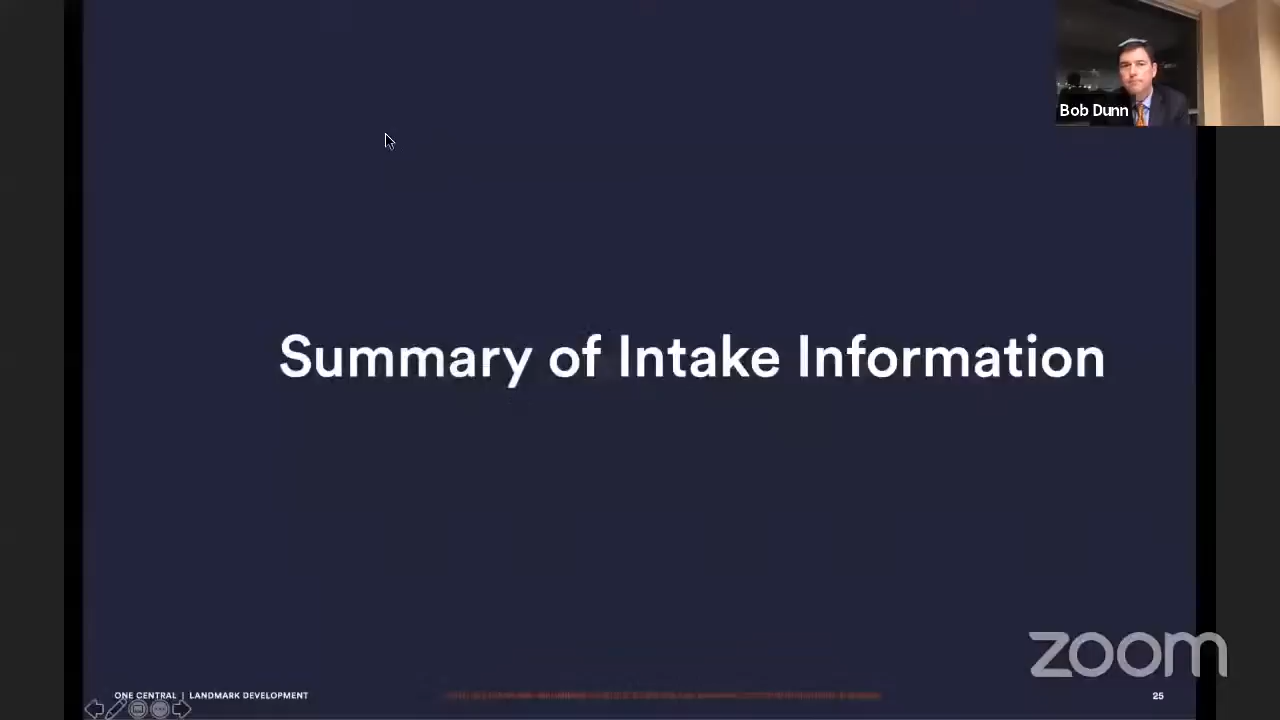 Bob Dunn
Summary of Intake Information
zoom
ONE CENTRAL | LANDMARK DEVELOPMENT
25